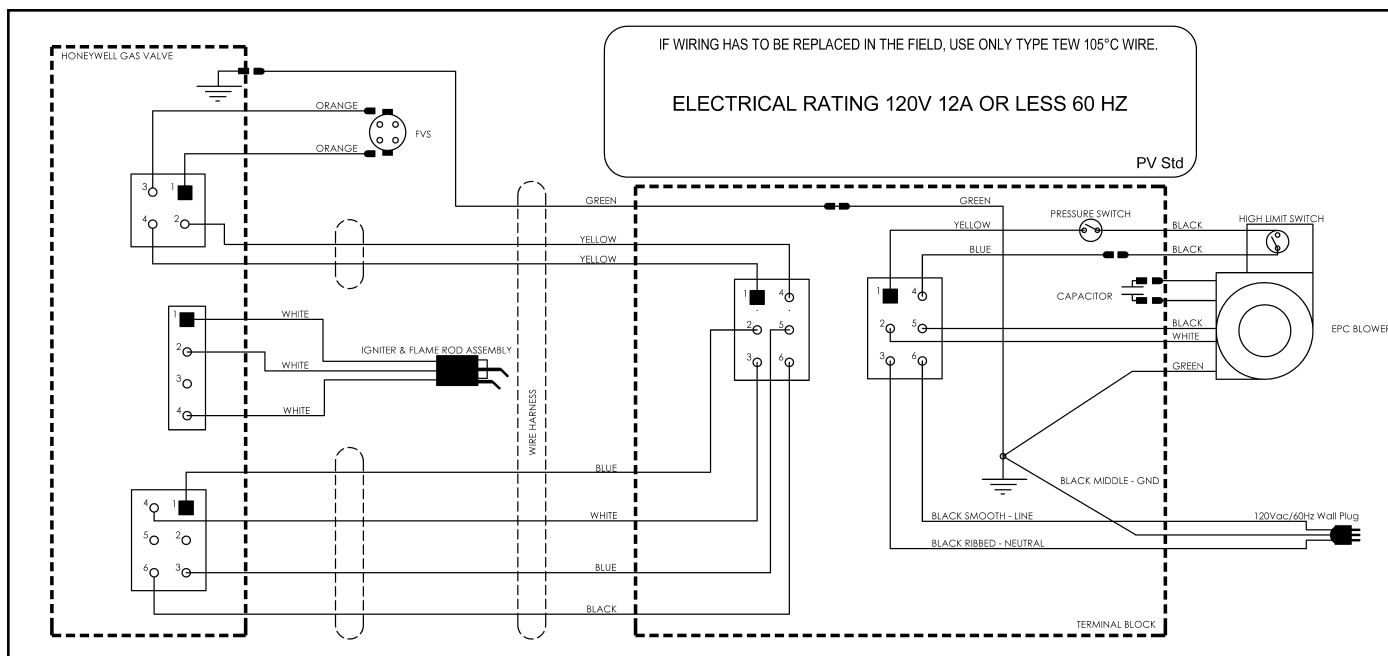 HONEYWELL GAS VALVE
IF WIRING HAS TO BE REPLACED IN THE FIELD, USE ONLY TYPE TEW 105°C WIRE.
ELECTRICAL RATING 120V 12A OR LESS 60 HZ
PV Std
ORANGE
FVS
ORANGE
3 1
4 2
GREEN
GREEN
YELLOW
PRESSURE SWITCH
BLACK
HIGH LIMIT SWITCH
YELLOW
YELLOW
BLUE
BLACK
CAPACITOR
1 4
2 5
3 6
1 4
2 5
3 6
BLACK
WHITE
EPC BLOWER
GREEN
1
2
3
4
WHITE
WHITE
WHITE
IGNITER & FLAME ROD ASSEMBLY
WIRE HARNESS
BLUE
WHITE
BLUE
BLACK
4 1
5 2
6 3
BLACK MIDDLE - GND
BLACK SMOOTH - LINE
120Vac/60Hz Wall Plug
BLACK RIBBED - NEUTRAL
TERMINAL BLOCK